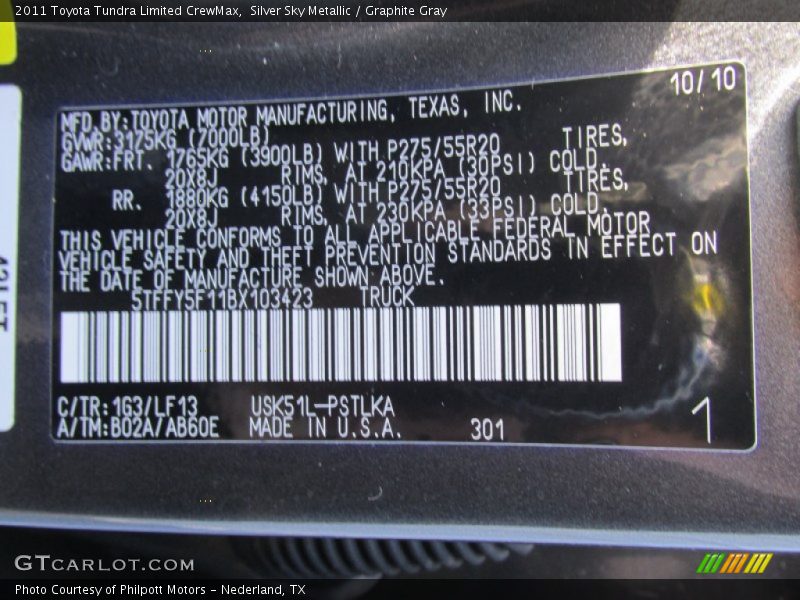 2011 Toyota Tundra Limited CrewMax, Silver Sky Metallic / Graphite Gray
10/10
MFD.BY:TOYOTA MOTOR MANUFACTURING, TEXAS, INC.
GVWR:3175KG (7000LB)
GAWR:FRT. 1765KG (3900LB) WITH P275/55R20 TIRES,
20X8J RIMS, AT 210KPA (30PSI) COLD.
RR. 1880KG (4150LB) WITH P275/55R20 TIRES,
20X8J RIMS, AT 230KPA (33PSI) COLD.
THIS VEHICLE CONFORMS TO ALL APPLICABLE FEDERAL MOTOR
VEHICLE SAFETY AND THEFT PREVENTION STANDARDS IN EFFECT ON
THE DATE OF MANUFACTURE SHOWN ABOVE.
5TFFY5F11BX103423 TRUCK
C/TR:1G3/LF13 USK51L-PSTLKA
A/TM:B02A/AB60E MADE IN U.S.A. 301
1
GTCARLOT.COM
Photo Courtesy of Philpott Motors - Nederland, TX